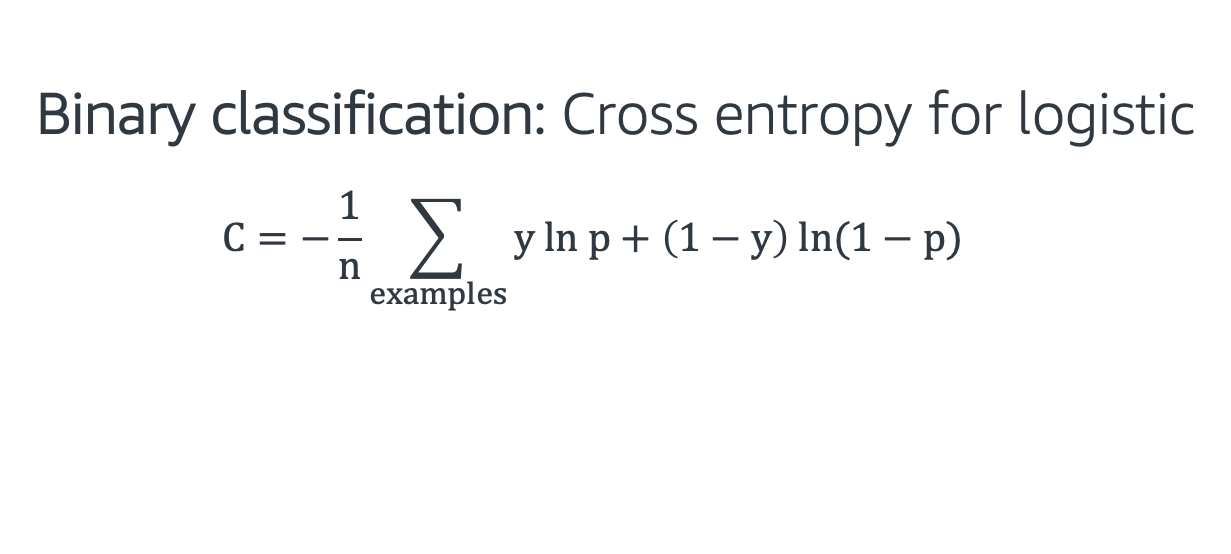 Binary classification: Cross entropy for logistic
C = −1/n ∑ y ln p + (1 − y) ln(1 − p)
examples